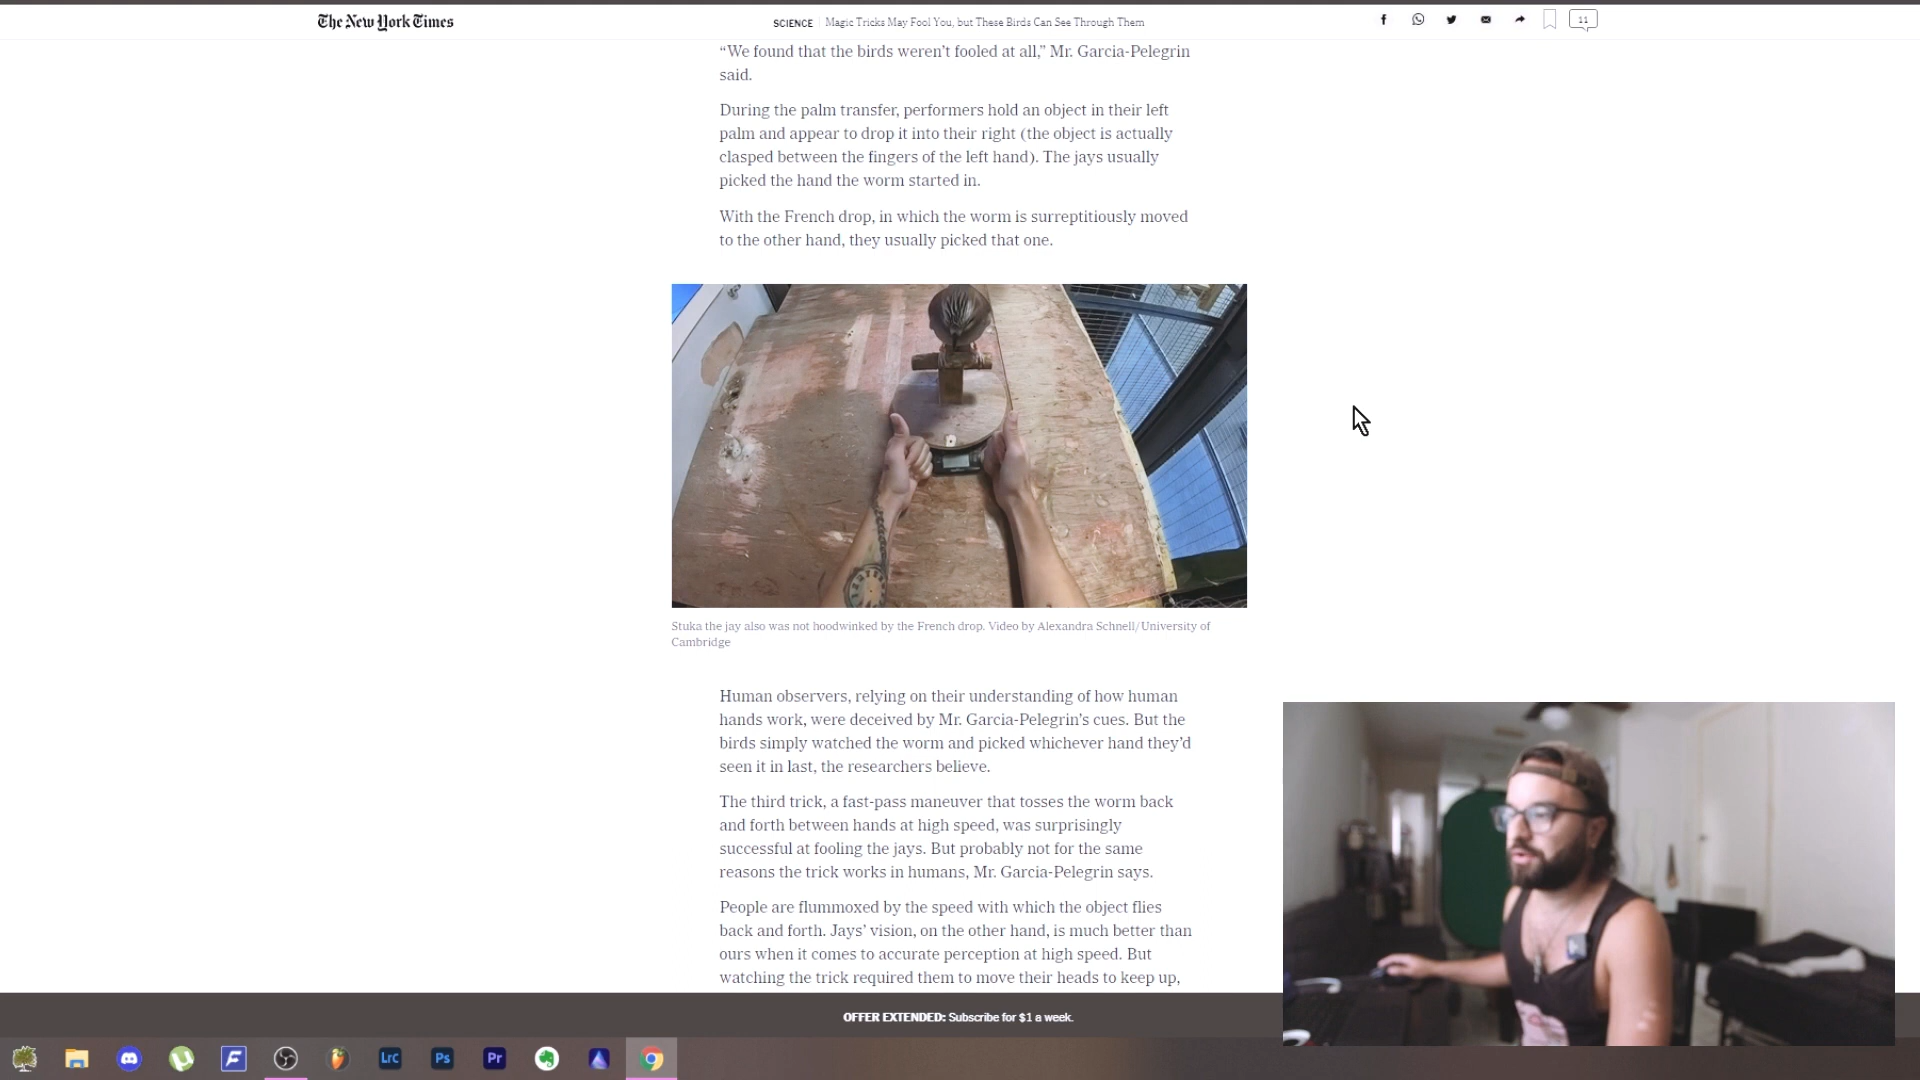 The New York Times
SCIENCE Magic Tricks May Fool You, but These Birds Can See Through Them
11
“We found that the birds weren’t fooled at all,” Mr. Garcia-Pelegrin
said.
During the palm transfer, performers hold an object in their left
palm and appear to drop it into their right (the object is actually
clasped between the fingers of the left hand). The jays usually
picked the hand the worm started in.
With the French drop, in which the worm is surreptitiously moved
to the other hand, they usually picked that one.
Stuka the jay also was not hoodwinked by the French drop. Video by Alexandra Schnell/University of
Cambridge
Human observers, relying on their understanding of how human
hands work, were deceived by Mr. Garcia-Pelegrin’s cues. But the
birds simply watched the worm and picked whichever hand they’d
seen it in last, the researchers believe.
The third trick, a fast-pass maneuver that tosses the worm back
and forth between hands at high speed, was surprisingly
successful at fooling the jays. But probably not for the same
reasons the trick works in humans, Mr. Garcia-Pelegrin says.
People are flummoxed by the speed with which the object flies
back and forth. Jays’ vision, on the other hand, is much better than
ours when it comes to accurate perception at high speed. But
watching the trick required them to move their heads to keep up,
OFFER EXTENDED: Subscribe for $1 a week.
Lrc
Ps
Pr